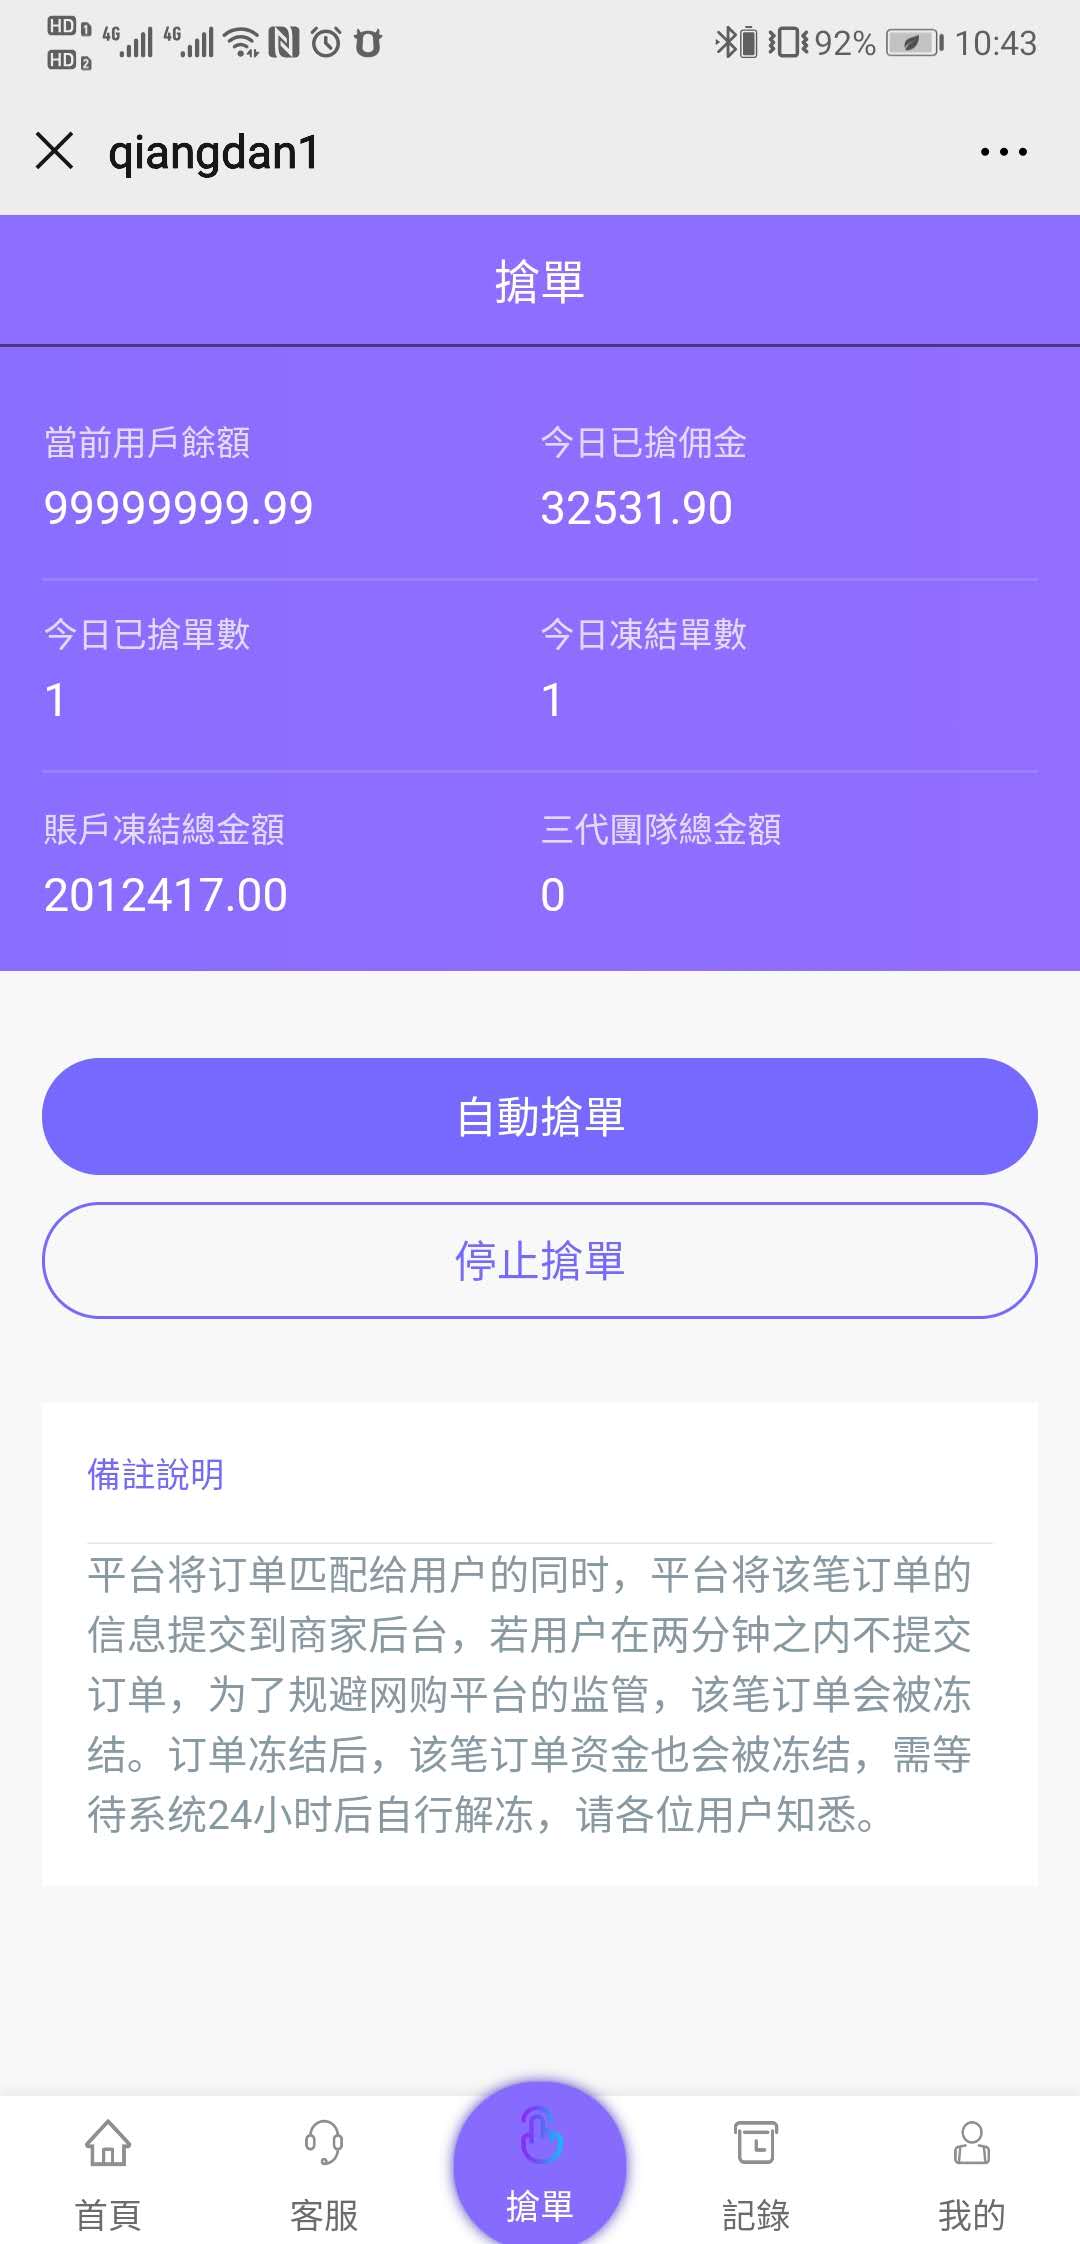 HD 1 4G 4G 92% 10:43
HD 2
qiangdan1
搶單
當前用戶餘額 今日已搶佣金
99999999.99 32531.90
今日已搶單數 今日凍結單數
1 1
賬戶凍結總金額 三代團隊總金額
2012417.00 0
自動搶單
停止搶單
備註說明
平台将订单匹配给用户的同时，平台将该笔订单的
信息提交到商家后台，若用户在两分钟之内不提交
订单，为了规避网购平台的监管，该笔订单会被冻
结。订单冻结后，该笔订单资金也会被冻结，需等
待系统24小时后自行解冻，请各位用户知悉。
首頁 客服 搶單 記錄 我的